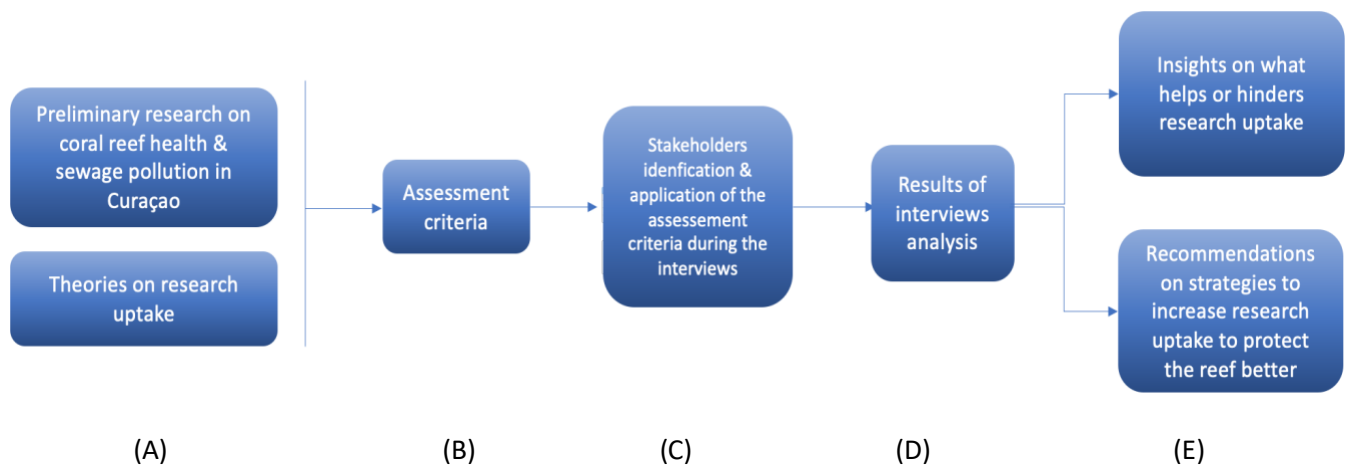 Preliminary research on
coral reef health &
sewage pollution in
Curaçao
Theories on research
uptake
Assessment
criteria
Stakeholders
idenfication &
application of the
assessement
criteria during the
interviews
Results of
interviews
analysis
Insights on what
helps or hinders
research uptake
Recommendations
on strategies to
increase research
uptake to protect
the reef better
(A)
(B)
(C)
(D)
(E)